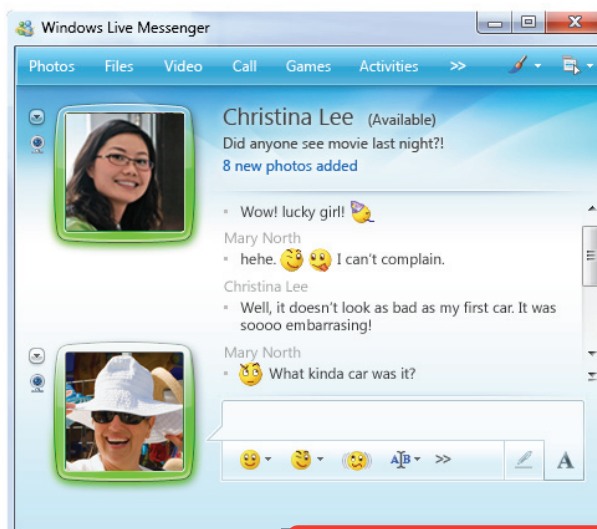 Windows Live Messenger
Photos Files Video Call Games Activities >>
Christina Lee (Available)
Did anyone see movie last night?!
8 new photos added
Wow! lucky girl!
Mary North
hehe. I can't complain.
Christina Lee
Well, it doesn't look as bad as my first car. It was
soooo embarrasing!
Mary North
What kinda car was it?
AB >> A